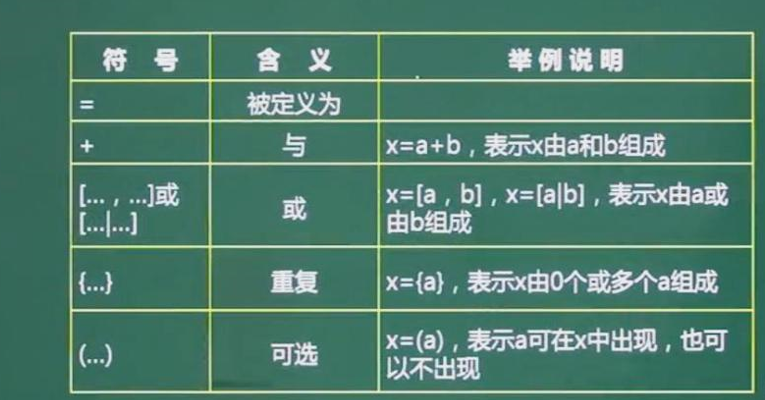 符 号 含 义 举例说明
= 被定义为
+ 与 x=a+b，表示x由a和b组成
[...，...]或
[...|...]
或
x=[a，b]，x=[a|b]，表示x由a或
由b组成
{...} 重复 x={a}，表示x由0个或多个a组成
(...) 可选
x=(a)，表示a可在x中出现，也可
以不出现